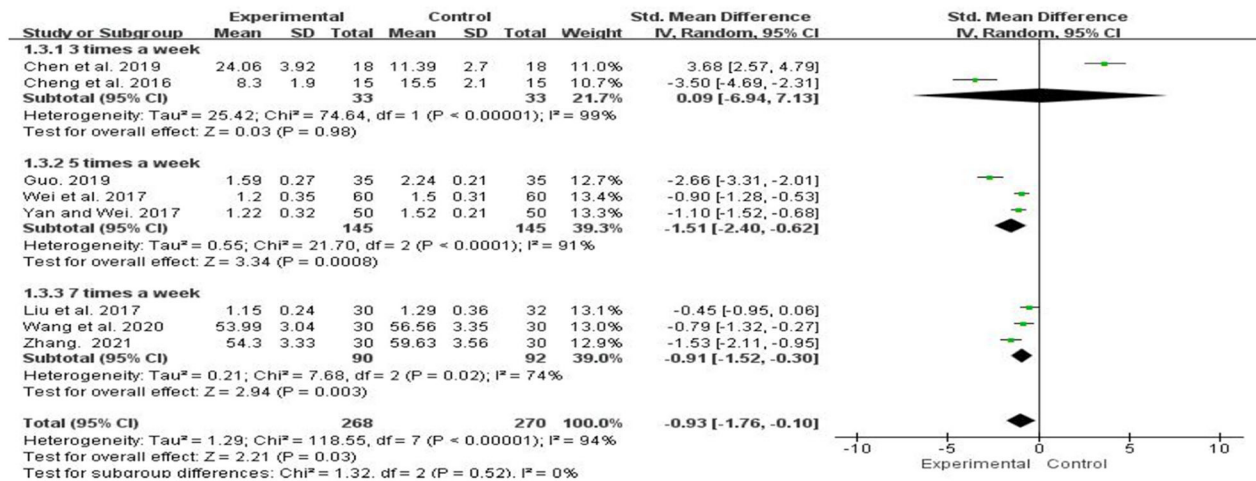 Experimental Control Std. Mean Difference Std. Mean Difference
Study or Subgroup Mean SD Total Mean SD Total Weight IV, Random, 95% CI IV, Random, 95% CI
1.3.1 3 times a week
Chen et al. 2019 24.06 3.92 18 11.39 2.7 18 11.0% 3.68 [2.57, 4.79]
Cheng et al. 2016 8.3 1.9 15 15.5 2.1 15 10.7% -3.50 [-4.69, -2.31]
Subtotal (95% CI) 33 33 21.7% 0.09 [-6.94, 7.13]
Heterogeneity: Tau² = 25.42; Chi² = 74.64, df = 1 (P < 0.00001); I² = 99%
Test for overall effect: Z = 0.03 (P = 0.98)
1.3.2 5 times a week
Guo. 2019 1.59 0.27 35 2.24 0.21 35 12.7% -2.66 [-3.31, -2.01]
Wei et al. 2017 1.2 0.35 60 1.5 0.31 60 13.4% -0.90 [-1.28, -0.53]
Yan and Wei. 2017 1.22 0.32 50 1.52 0.21 50 13.3% -1.10 [-1.52, -0.68]
Subtotal (95% CI) 145 145 39.3% -1.51 [-2.40, -0.62]
Heterogeneity: Tau² = 0.55; Chi² = 21.70, df = 2 (P < 0.0001); I² = 91%
Test for overall effect: Z = 3.34 (P = 0.0008)
1.3.3 7 times a week
Liu et al. 2017 1.15 0.24 30 1.29 0.36 32 13.1% -0.45 [-0.95, 0.06]
Wang et al. 2020 53.99 3.04 30 56.56 3.35 30 13.0% -0.79 [-1.32, -0.27]
Zhang. 2021 54.3 3.33 30 59.63 3.56 30 12.9% -1.53 [-2.11, -0.95]
Subtotal (95% CI) 90 92 39.0% -0.91 [-1.52, -0.30]
Heterogeneity: Tau² = 0.21; Chi² = 7.68, df = 2 (P = 0.02); I² = 74%
Test for overall effect: Z = 2.94 (P = 0.003)
Total (95% CI) 268 270 100.0% -0.93 [-1.76, -0.10]
Heterogeneity: Tau² = 1.29; Chi² = 118.55, df = 7 (P < 0.00001); I² = 94%
Test for overall effect: Z = 2.21 (P = 0.03)
Test for subgroup differences: Chi² = 1.32, df = 2 (P = 0.52), I² = 0%
-10 -5 0 5 10
Experimental Control